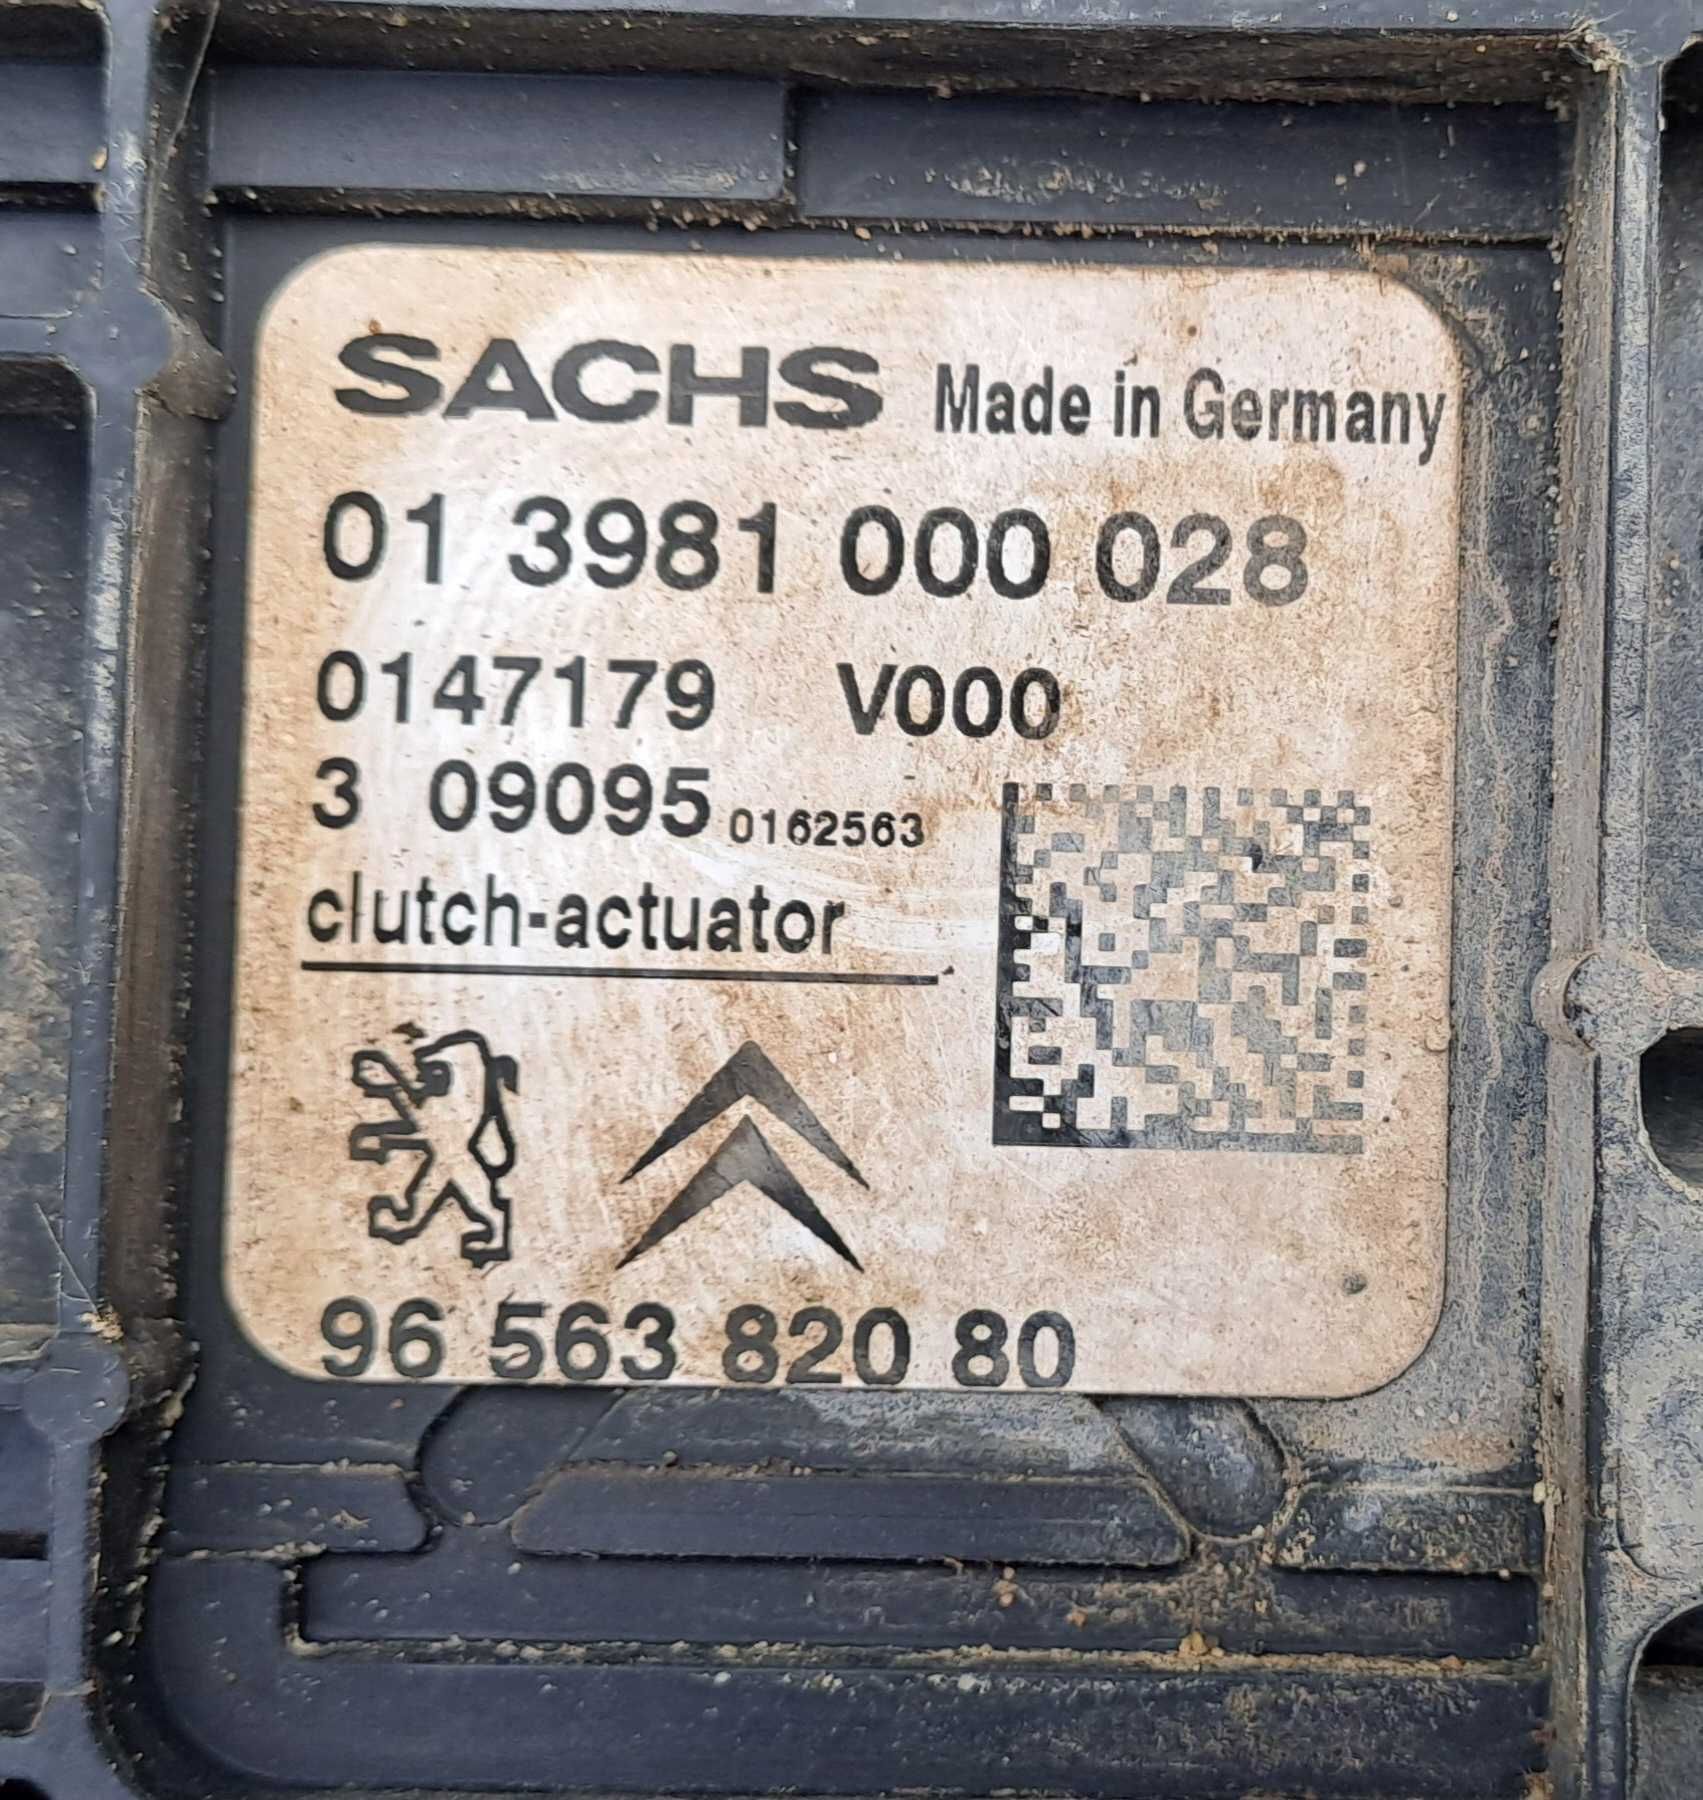 SACHS Made in Germany
01 3981 000 028
0147179 V000
3 09095 0162563
clutch-actuator
96 563 820 80